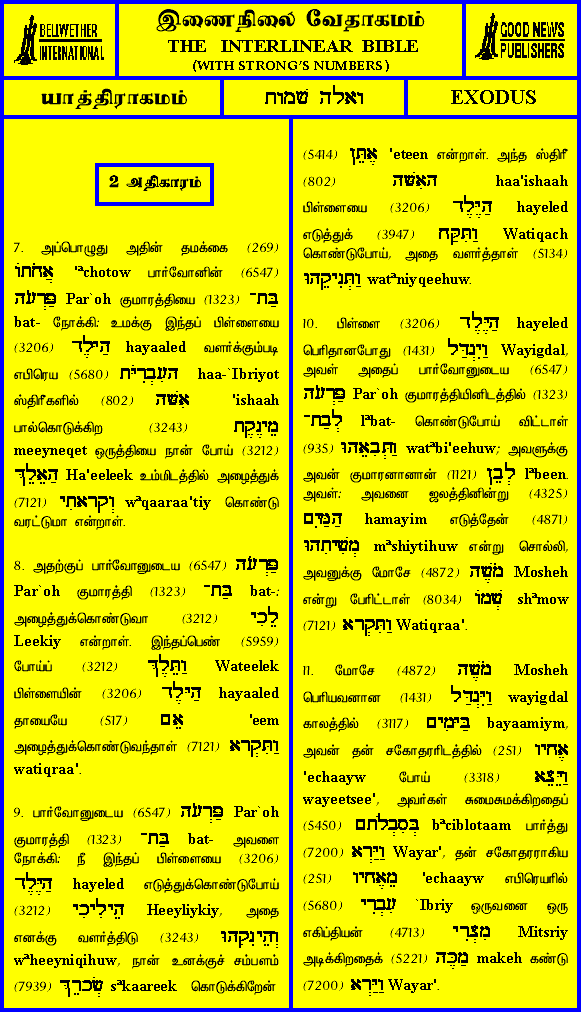 BELLWETHER
INTERNATIONAL
இணைநிலை வேதாகமம்
THE INTERLINEAR BIBLE
(WITH STRONG'S NUMBERS)
GOOD NEWS
PUBLISHERS
யாத்திராகமம்
ואלה שמות
EXODUS
2 அதிகாரம்
7. அப்பொழுது அதின் தமக்கை (269)
אֲחֹתוֹ 'ªchotow பார்வோனின் (6547)
פַּרְעֹה Par`oh குமாரத்தியை (1323) בַּת־
bat- நோக்கி: உமக்கு இந்தப் பிள்ளையை
(3206) הַיֶּלֶד hayaaled வளர்க்கும்படி
எபிரெய (5680) הָעִבְרִיֹּת haa-`Ibriyot
ஸ்திரீகளில் (802) אִשָּׁה 'ishaah
பால்கொடுக்கிற (3243) מֵינֶקֶת
meeyneqet ஒருத்தியை நான் போய் (3212)
הַאֵלֵךְ Ha'eeleek உம்மிடத்தில் அழைத்துக்
(7121) וְקָרָאתִי wªqaaraa'tiy கொண்டு
வரட்டுமா என்றாள்.
8. அதற்குப் பார்வோனுடைய (6547) פַּרְעֹה
Par`oh குமாரத்தி (1323) בַּת־ bat-:
அழைத்துக்கொண்டுவா (3212) לֵכִי
Leekiy என்றாள். இந்தப்பெண் (5959)
போய்ப் (3212) וַתֵּלֶךְ Wateelek
பிள்ளையின் (3206) הַיֶּלֶד hayaaled
தாயையே (517) אֵם 'eem
அழைத்துக்கொண்டுவந்தாள் (7121) וַתִּקְרָא
watiqraa'.
9. பார்வோனுடைய (6547) פַּרְעֹה Par`oh
குமாரத்தி (1323) בַּת־ bat- அவளை
நோக்கி: நீ இந்தப் பிள்ளையை (3206)
הַיֶּלֶד hayeled எடுத்துக்கொண்டுபோய்
(3212) הֵילִיכִי Heeyliykiy, அதை
எனக்கு வளர்த்திடு (3243) וְהֵינִקִהוּ
wªheeyniqihuw, நான் உனக்குச் சம்பளம்
(7939) שְׂכָרֵךְ sªkaareek கொடுக்கிறேன்
(5414) אֶתֵּן 'eteen என்றாள். அந்த ஸ்திரீ
(802) הָאִשָּׁה haa'ishaah
பிள்ளையை (3206) הַיֶּלֶד hayeled
எடுத்துக் (3947) וַתִּקַּח Watiqach
கொண்டுபோய், அதை வளர்த்தாள் (5134)
וַתְּנִיקֵהוּ watªniyqeehuw.
10. பிள்ளை (3206) הַיֶּלֶד hayeled
பெரிதானபோது (1431) וַיִּגְדַּל Wayigdal,
அவள் அதைப் பார்வோனுடைய (6547)
פַּרְעֹה Par`oh குமாரத்தியினிடத்தில் (1323)
לְבַת־ lªbat- கொண்டுபோய் விட்டாள்
(935) וַתְּבִאֵהוּ watªbi'eehuw; அவளுக்கு
அவன் குமாரனானான் (1121) לְבֵן lªbeen.
அவள்: அவனை ஜலத்தினின்று (4325)
הַמַּיִם hamayim எடுத்தேன் (4871)
מְשִׁיתִהוּ mªshiytihuw என்று சொல்லி,
அவனுக்கு மோசே (4872) מֹשֶׁה Mosheh
என்று பேரிட்டாள் (8034) שְׁמוֹ shªmow
(7121) וַתִּקְרָא Watiqraa'.
11. மோசே (4872) מֹשֶׁה Mosheh
பெரியவனான (1431) וַיִּגְדַּל wayigdal
காலத்தில் (3117) בַּיָּמִים bayaamiym,
அவன் தன் சகோதரரிடத்தில் (251) אֶחָיו
'echaayw போய் (3318) וַיֵּצֵא
wayeetsee', அவர்கள் சுமைசுமக்கிறதைப்
(5450) בְּסִבְלֹתָם bªciblotaam பார்த்து
(7200) וַיַּרְא Wayar', தன் சகோதரராகிய
(251) מֵאֶחָיו 'echaayw எபிரெயரில்
(5680) עִבְרִי `Ibriy ஒருவனை ஒரு
எகிப்தியன் (4713) מִצְרִי Mitsriy
அடிக்கிறதைக் (5221) מַכֶּה makeh கண்டு
(7200) וַיַּרְא Wayar'.